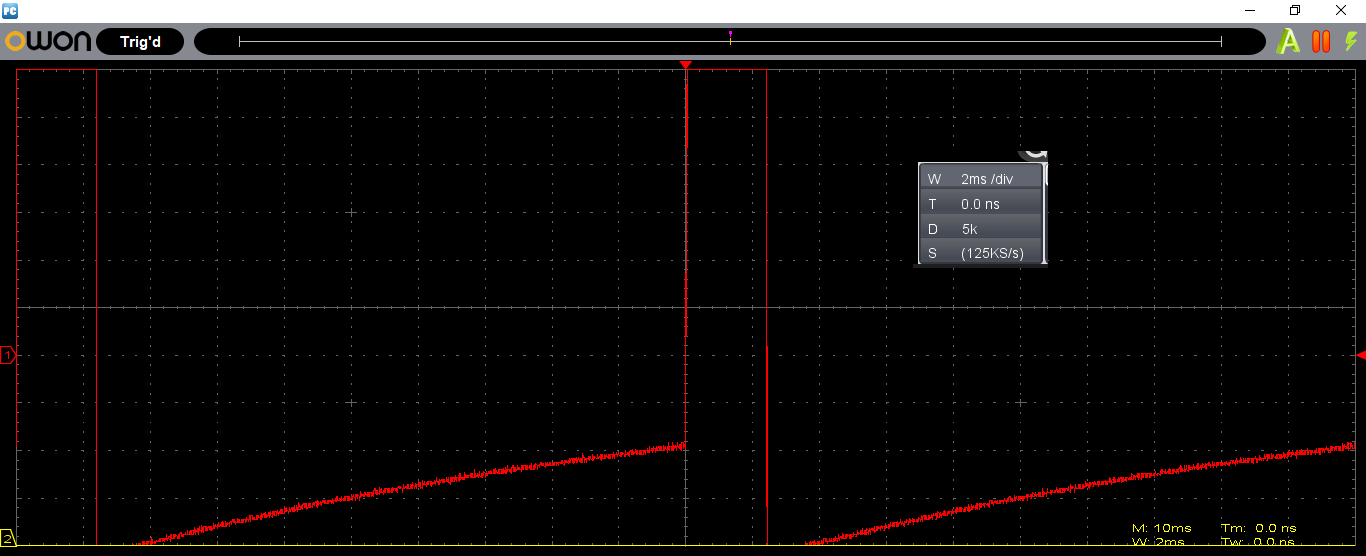 PC
owon
Trig'd
A
W 2ms /div
T 0.0 ns
D 5k
S (125KS/s)
1
2
M: 10ms Tm: 0.0 ns
W: 2ms Tw: 0.0 ns